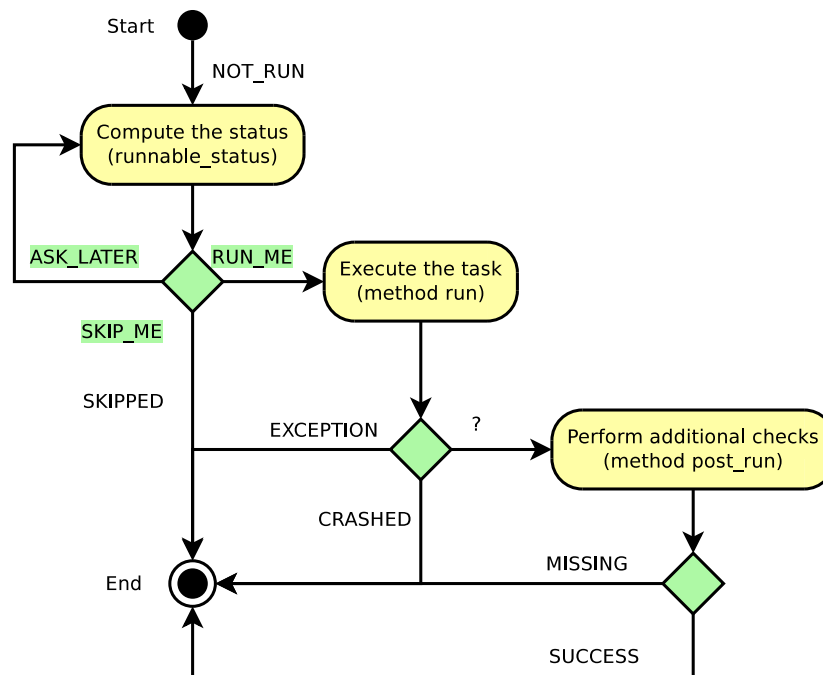 Start
NOT_RUN
Compute the status
(runnable_status)
ASK_LATER
RUN_ME
Execute the task
(method run)
SKIP_ME
SKIPPED
EXCEPTION
?
Perform additional checks
(method post_run)
CRASHED
MISSING
End
SUCCESS